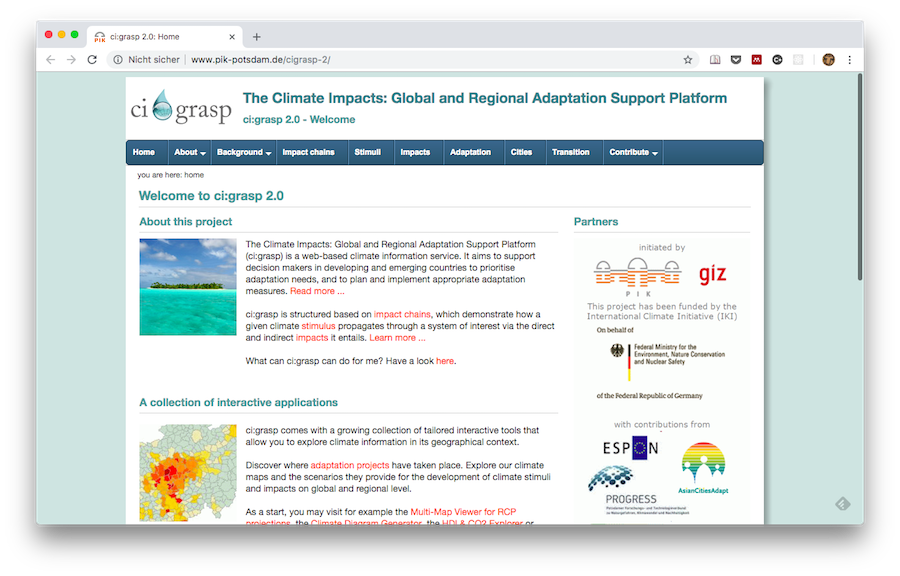 ci:grasp 2.0: Home
Nicht sicher
www.pik-potsdam.de/cigrasp-2/
ci:grasp
The Climate Impacts: Global and Regional Adaptation Support Platform
ci:grasp 2.0 - Welcome
Home About Background Impact chains Stimuli Impacts Adaptation Cities Transition Contribute
you are here: home
Welcome to ci:grasp 2.0
About this project
The Climate Impacts: Global and Regional Adaptation Support Platform
(ci:grasp) is a web-based climate information service. It aims to support
decision makers in developing and emerging countries to prioritise
adaptation needs, and to plan and implement appropriate adaptation
measures. Read more ...
ci:grasp is structured based on impact chains, which demonstrate how a
given climate stimulus propagates through a system of interest via the direct
and indirect impacts it entails. Learn more ...
What can ci:grasp can do for me? Have a look here.
A collection of interactive applications
ci:grasp comes with a growing collection of tailored interactive tools that
allow you to explore climate information in its geographical context.
Discover where adaptation projects have taken place. Explore our climate
maps and the scenarios they provide for the development of climate stimuli
and impacts on global and regional level.
As a start, you may visit for example the Multi-Map Viewer for RCP
projections, the Climate Diagram Generator, the HDI & CO2 Explorer or
Partners
initiated by
PIK
giz
This project has been funded by the
International Climate Initiative (IKI)
On behalf of
Federal Ministry for the
Environment, Nature Conservation
and Nuclear Safety
of the Federal Republic of Germany
with contributions from
ESPON
PROGRESS
AsianCitiesAdapt